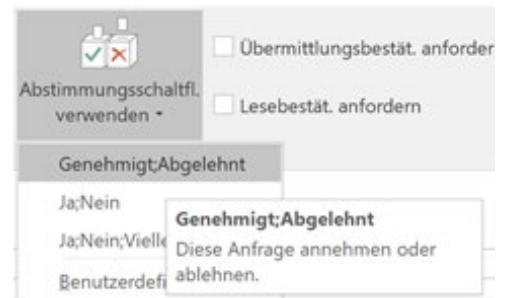 Abstimmungsschaltfl.
verwenden
Übermittlungsbestät. anforder
Lesebestät. anfordern
Genehmigt;Abgelehnt
Ja;Nein
Ja;Nein;Vielle
Benutzerdefi
Genehmigt;Abgelehnt
Diese Anfrage annehmen oder
ablehnen.